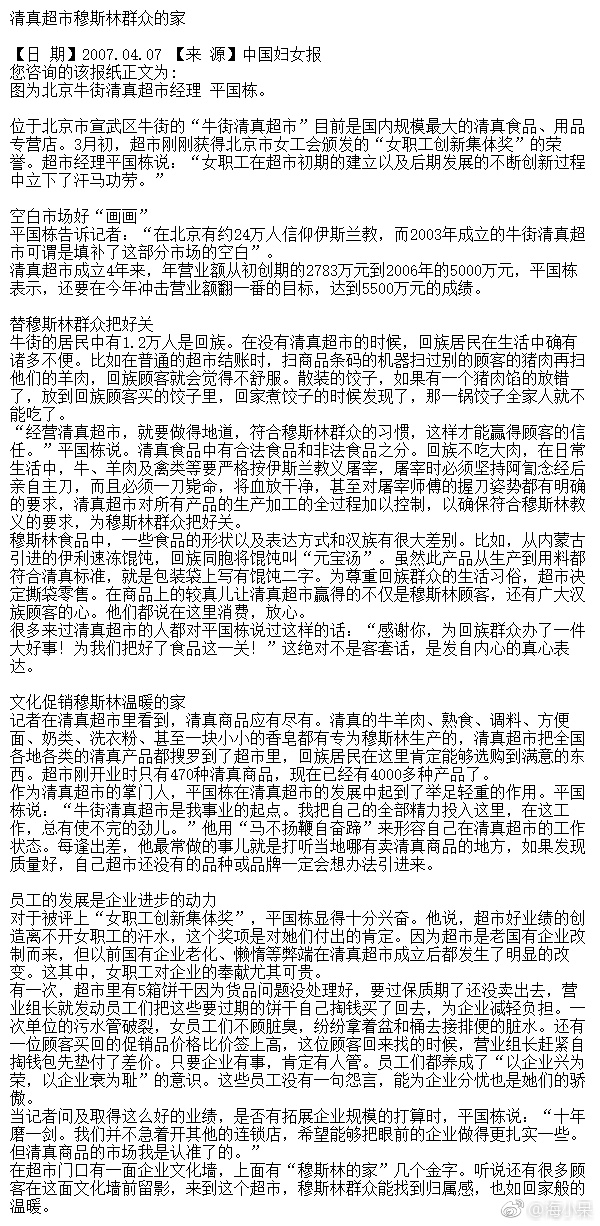 清真超市穆斯林群众的家
【日 期】2007.04.07 【来 源】中国妇女报
您咨询的该报纸正文为:
图为北京牛街清真超市经理 平国栋。
位于北京市宣武区牛街的“牛街清真超市”目前是国内规模最大的清真食品、用品
专营店。3月初，超市刚刚获得北京市女工会颁发的“女职工创新集体奖”的荣
誉。超市经理平国栋说：“女职工在超市初期的建立以及后期发展的不断创新过程
中立下了汗马功劳。”
空白市场好“画画”
平国栋告诉记者：“在北京有约24万人信仰伊斯兰教，而2003年成立的牛街清真超
市可谓是填补了这部分市场的空白”。
清真超市成立4年来，年营业额从初创期的2783万元到2006年的5000万元，平国栋
表示，还要在今年冲击营业额翻一番的目标，达到5500万元的成绩。
替穆斯林群众把好关
牛街的居民中有1.2万人是回族。在没有清真超市的时候，回族居民在生活中确有
诸多不便。比如在普通的超市结账时，扫商品条码的机器扫过别的顾客的猪肉再扫
他们的羊肉，回族顾客就会觉得不舒服。散装的饺子，如果有一个猪肉馅的放错
了，放到回族顾客买的饺子里，回家煮饺子的时候发现了，那一锅饺子全家人就不
能吃了。
“经营清真超市，就要做得地道，符合穆斯林群众的习惯，这样才能赢得顾客的信
任。”平国栋说。清真食品中有合法食品和非法食品之分。回族不吃大肉，在日常
生活中，牛、羊肉及禽类等要严格按伊斯兰教义屠宰，屠宰时必须坚持阿訇念经后
亲自主刀，而且必须一刀毙命，将血放干净，甚至对屠宰师傅的握刀姿势都有明确
的要求，清真超市对所有产品的生产加工的全过程加以控制，以确保符合穆斯林教
义的要求，为穆斯林群众把好关。
穆斯林食品中，一些食品的形状以及表达方式和汉族有很大差别。比如，从内蒙古
引进的伊利速冻馄饨，回族同胞将馄饨叫“元宝汤”。虽然此产品从生产到用料都
符合清真标准，就是包装袋上写有馄饨二字。为尊重回族群众的生活习俗，超市决
定撕袋零售。在商品上的较真儿让清真超市赢得的不仅是穆斯林顾客，还有广大汉
族顾客的心。他们都说在这里消费，放心。
很多来过清真超市的人都对平国栋说过这样的话：“感谢你，为回族群众办了一件
大好事！为我们把好了食品这一关！”这绝对不是客套话，是发自内心的真心表
达。
文化促销穆斯林温暖的家
记者在清真超市里看到，清真商品应有尽有。清真的牛羊肉、熟食、调料、方便
面、奶类、洗衣粉、甚至一块小小的香皂都有专为穆斯林生产的，清真超市把全国
各地各类的清真产品都搜罗到了超市里，回族居民在这里肯定能够选购到满意的东
西。超市刚开业时只有470种清真商品，现在已经有4000多种产品了。
作为清真超市的掌门人，平国栋在清真超市的发展中起到了举足轻重的作用。平国
栋说：“牛街清真超市是我事业的起点。我把自己的全部精力投入这里，在这工
作，总有使不完的劲儿。”他用“马不扬鞭自奋蹄”来形容自己在清真超市的工作
状态。每逢出差，他最常做的事儿就是打听当地哪有卖清真商品的地方，如果发现
质量好，自己超市还没有的品种或品牌一定会想办法引进来。
员工的发展是企业进步的动力
对于被评上“女职工创新集体奖”，平国栋显得十分兴奋。他说，超市好业绩的创
造离不开女职工的汗水，这个奖项是对她们付出的肯定。因为超市是老国有企业改
制而来，但以前国有企业老化、懒惰等弊端在清真超市成立后都发生了明显的改
变。这其中，女职工对企业的奉献尤其可贵。
有一次，超市里有5箱饼干因为货品问题没处理好，要过保质期了还没卖出去，营
业组长就发动员工们把这些要过期的饼干自己掏钱买了回去，为企业减轻负担。一
次单位的污水管破裂，女员工们不顾脏臭，纷纷拿着盆和桶去接排便的脏水。还有
一位顾客买回的促销品价格比价签上高，这位顾客回来找的时候，营业组长赶紧自
掏钱包先垫付了差价。只要企业有事，肯定有人管。员工们都养成了“以企业兴为
荣，以企业衰为耻”的意识。这些员工没有一句怨言，能为企业分忧也是她们的骄
傲。
当记者问及取得这么好的业绩，是否有拓展企业规模的打算时，平国栋说：“十年
磨一剑。我们并不急着开其他的连锁店，希望能够把眼前的企业做得更扎实一些。
但清真商品的市场我是认准了的。”
在超市门口有一面企业文化墙，上面有“穆斯林的家”几个金字。听说还有很多顾
客在这面文化墙前留影，来到这个超市，穆斯林群众能找到归属感，也如回家般的
温暖。
@海小呆